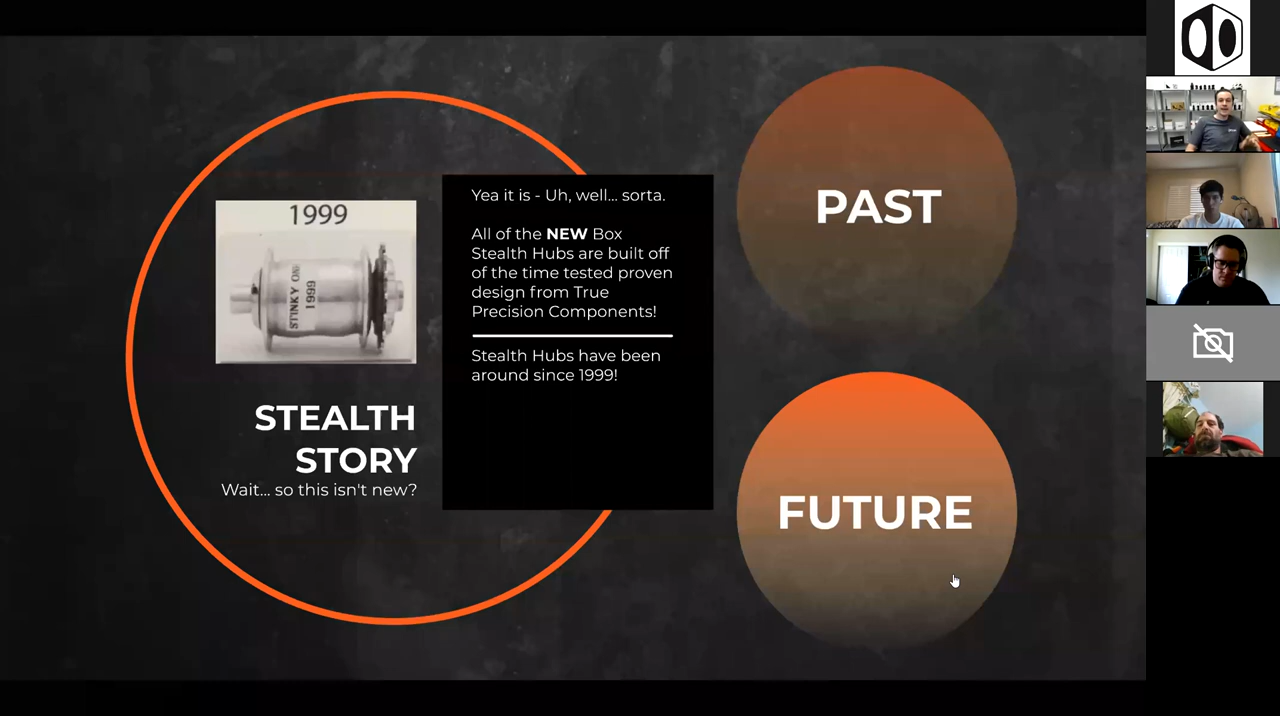 1999
STINKY ONE
1999
STEALTH
STORY
Wait... so this isn't new?
Yea it is - Uh, well... sorta.
All of the NEW Box
Stealth Hubs are built off
of the time tested proven
design from True
Precision Components!
Stealth Hubs have been
around since 1999!
PAST
FUTURE